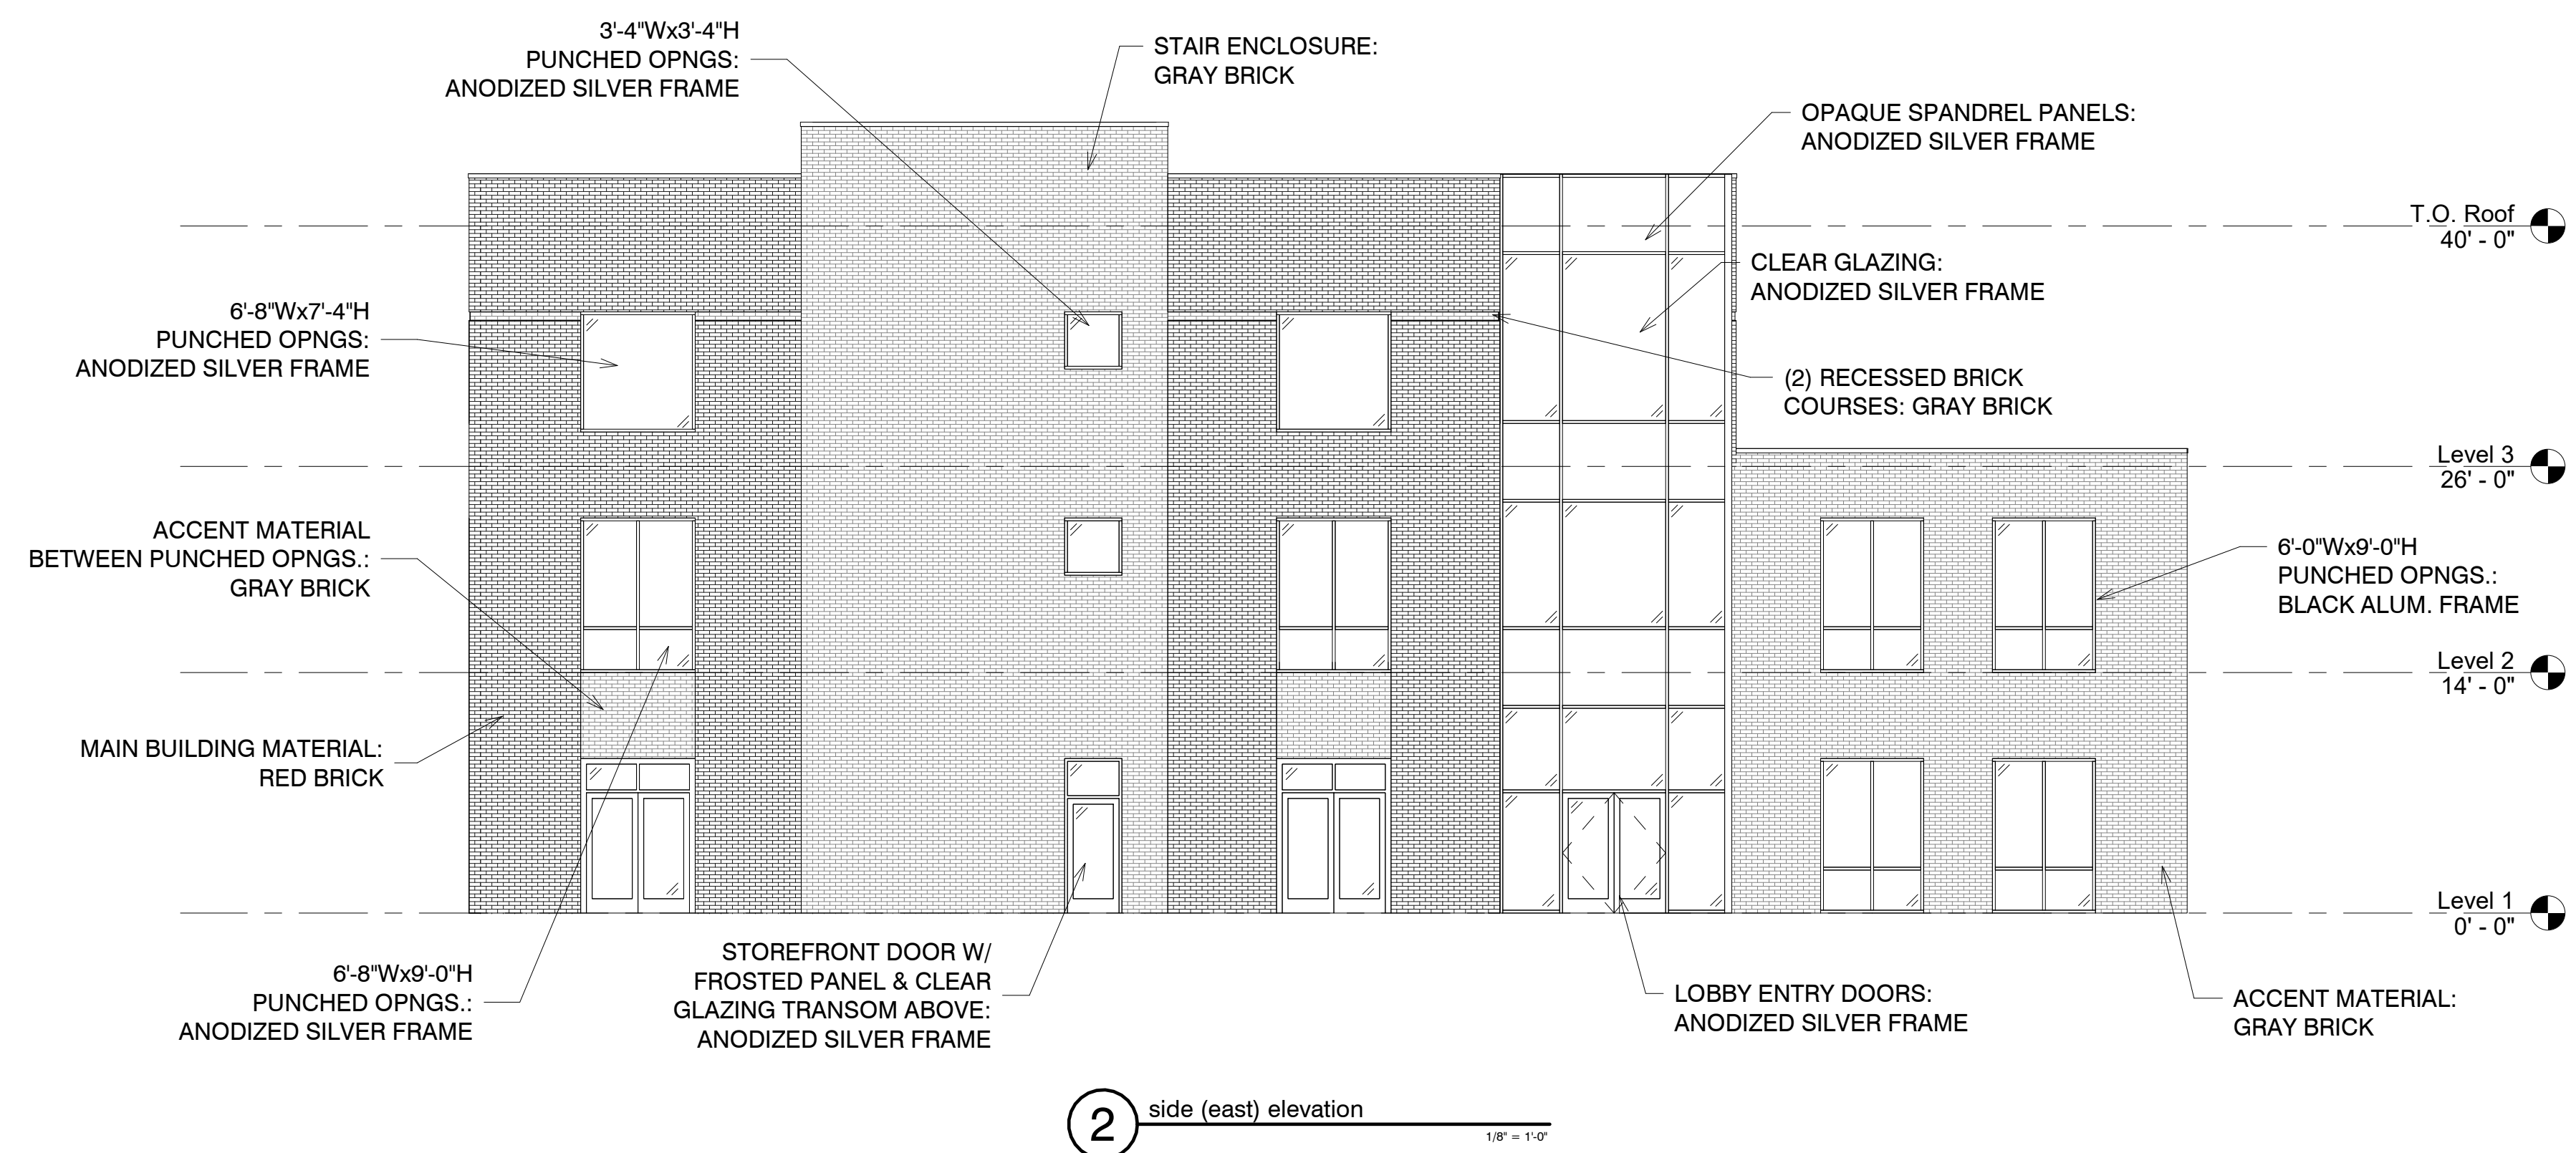 3'-4"Wx3'-4"H
PUNCHED OPNGS:
ANODIZED SILVER FRAME
STAIR ENCLOSURE:
GRAY BRICK
OPAQUE SPANDREL PANELS:
ANODIZED SILVER FRAME
T.O. Roof
40' - 0"
CLEAR GLAZING:
ANODIZED SILVER FRAME
6'-8"Wx7'-4"H
PUNCHED OPNGS:
ANODIZED SILVER FRAME
(2) RECESSED BRICK
COURSES: GRAY BRICK
Level 3
26' - 0"
ACCENT MATERIAL
BETWEEN PUNCHED OPNGS.:
GRAY BRICK
6'-0"Wx9'-0"H
PUNCHED OPNGS.:
BLACK ALUM. FRAME
Level 2
14' - 0"
MAIN BUILDING MATERIAL:
RED BRICK
Level 1
0' - 0"
6'-8"Wx9'-0"H
PUNCHED OPNGS.:
ANODIZED SILVER FRAME
STOREFRONT DOOR W/
FROSTED PANEL & CLEAR
GLAZING TRANSOM ABOVE:
ANODIZED SILVER FRAME
LOBBY ENTRY DOORS:
ANODIZED SILVER FRAME
ACCENT MATERIAL:
GRAY BRICK
2
side (east) elevation
1/8" = 1'-0"